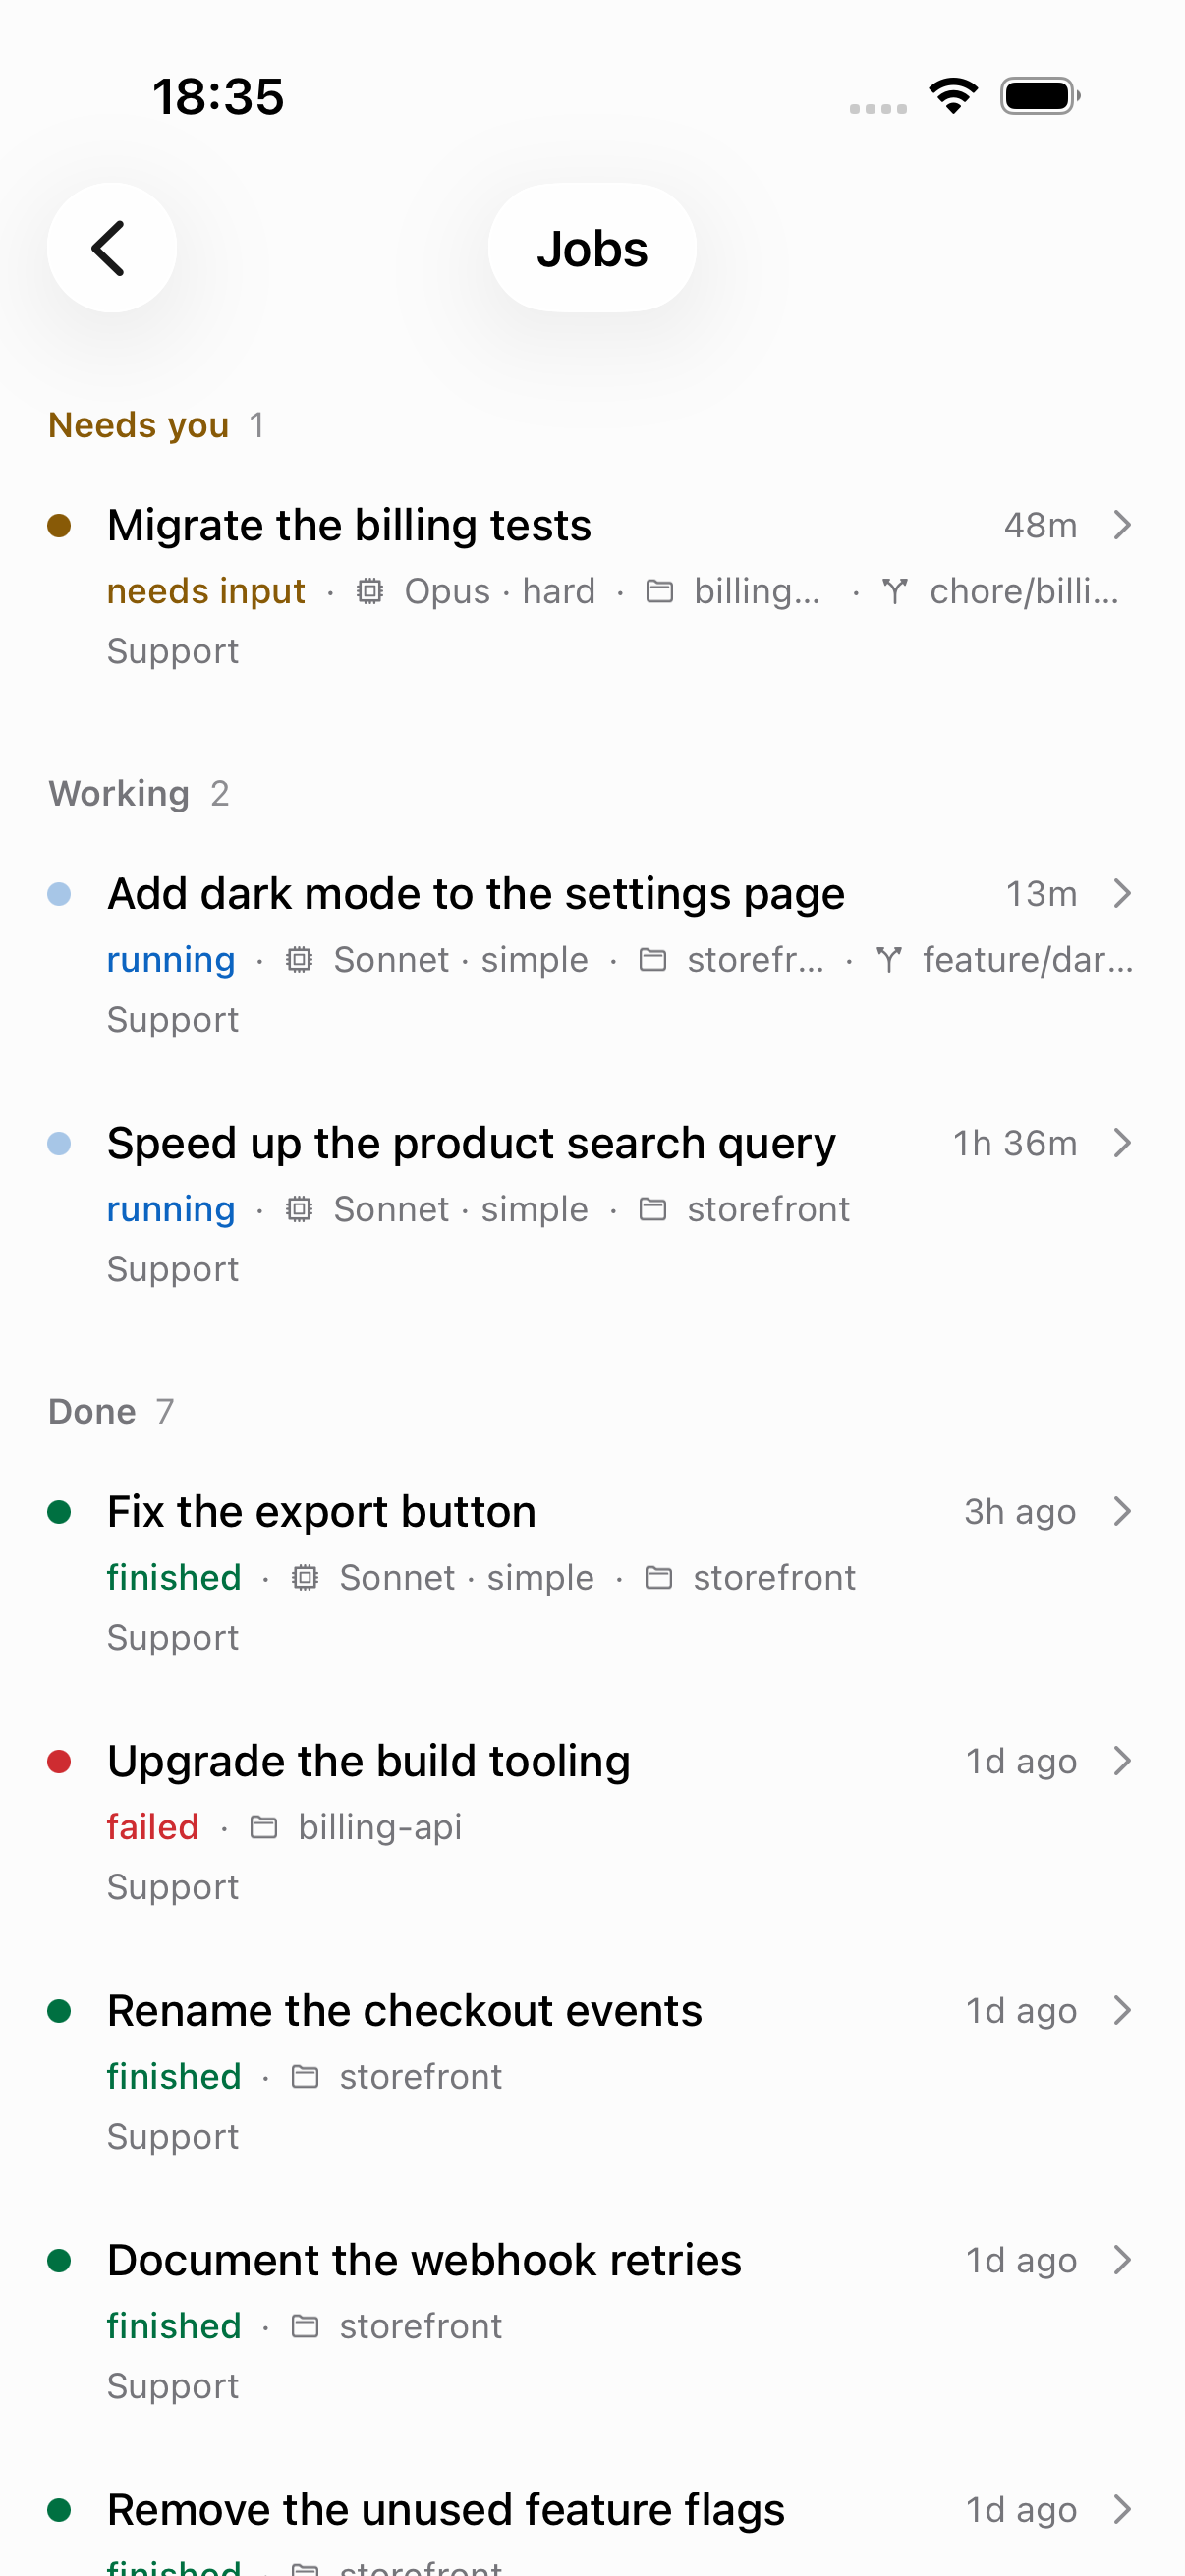 18:35
Jobs
Needs you 1
Migrate the billing tests 48m
needs input · Opus · hard · billing... · chore/billi...
Support
Working 2
Add dark mode to the settings page 13m
running · Sonnet · simple · storefr... · feature/dar...
Support
Speed up the product search query 1h 36m
running · Sonnet · simple · storefront
Support
Done 7
Fix the export button 3h ago
finished · Sonnet · simple · storefront
Support
Upgrade the build tooling 1d ago
failed · billing-api
Support
Rename the checkout events 1d ago
finished · storefront
Support
Document the webhook retries 1d ago
finished · storefront
Support
Remove the unused feature flags 1d ago
finished · storefront